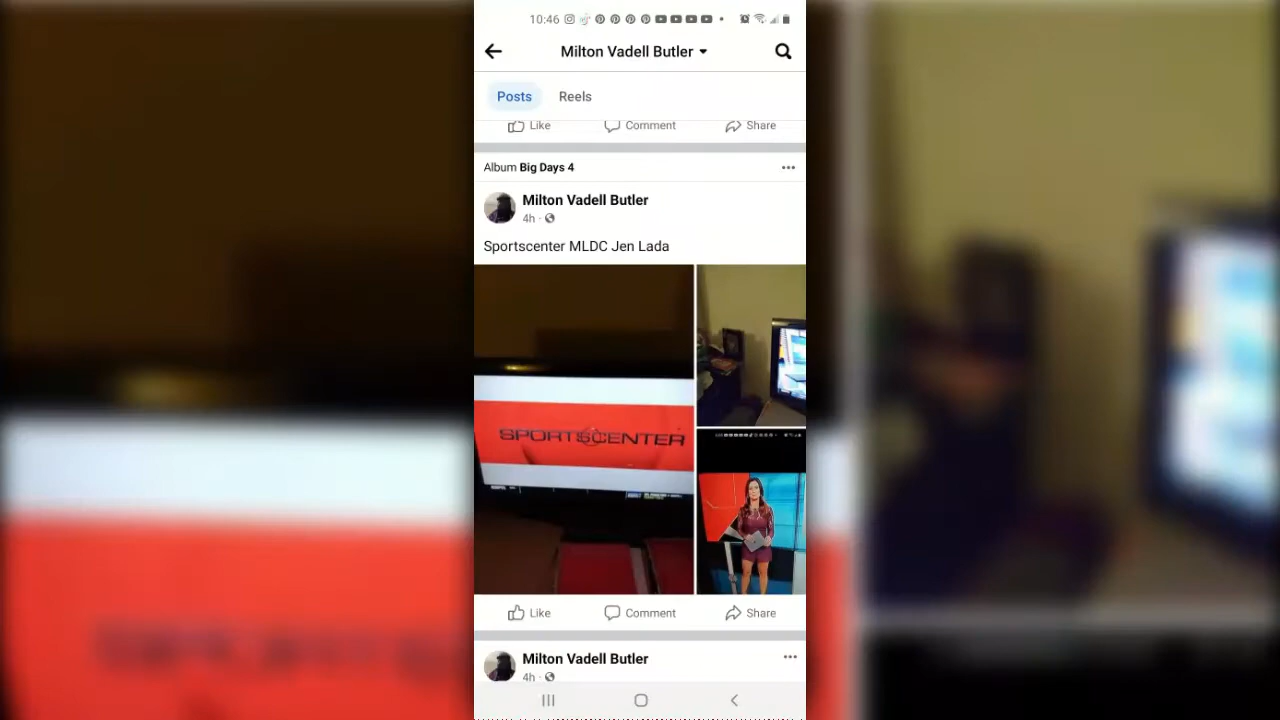 10:46
Milton Vadell Butler
Posts Reels
Like Comment Share
Album Big Days 4
Milton Vadell Butler
4h ·
Sportscenter MLDC Jen Lada
SPORTSCENTER
Like Comment Share
Milton Vadell Butler
4h ·